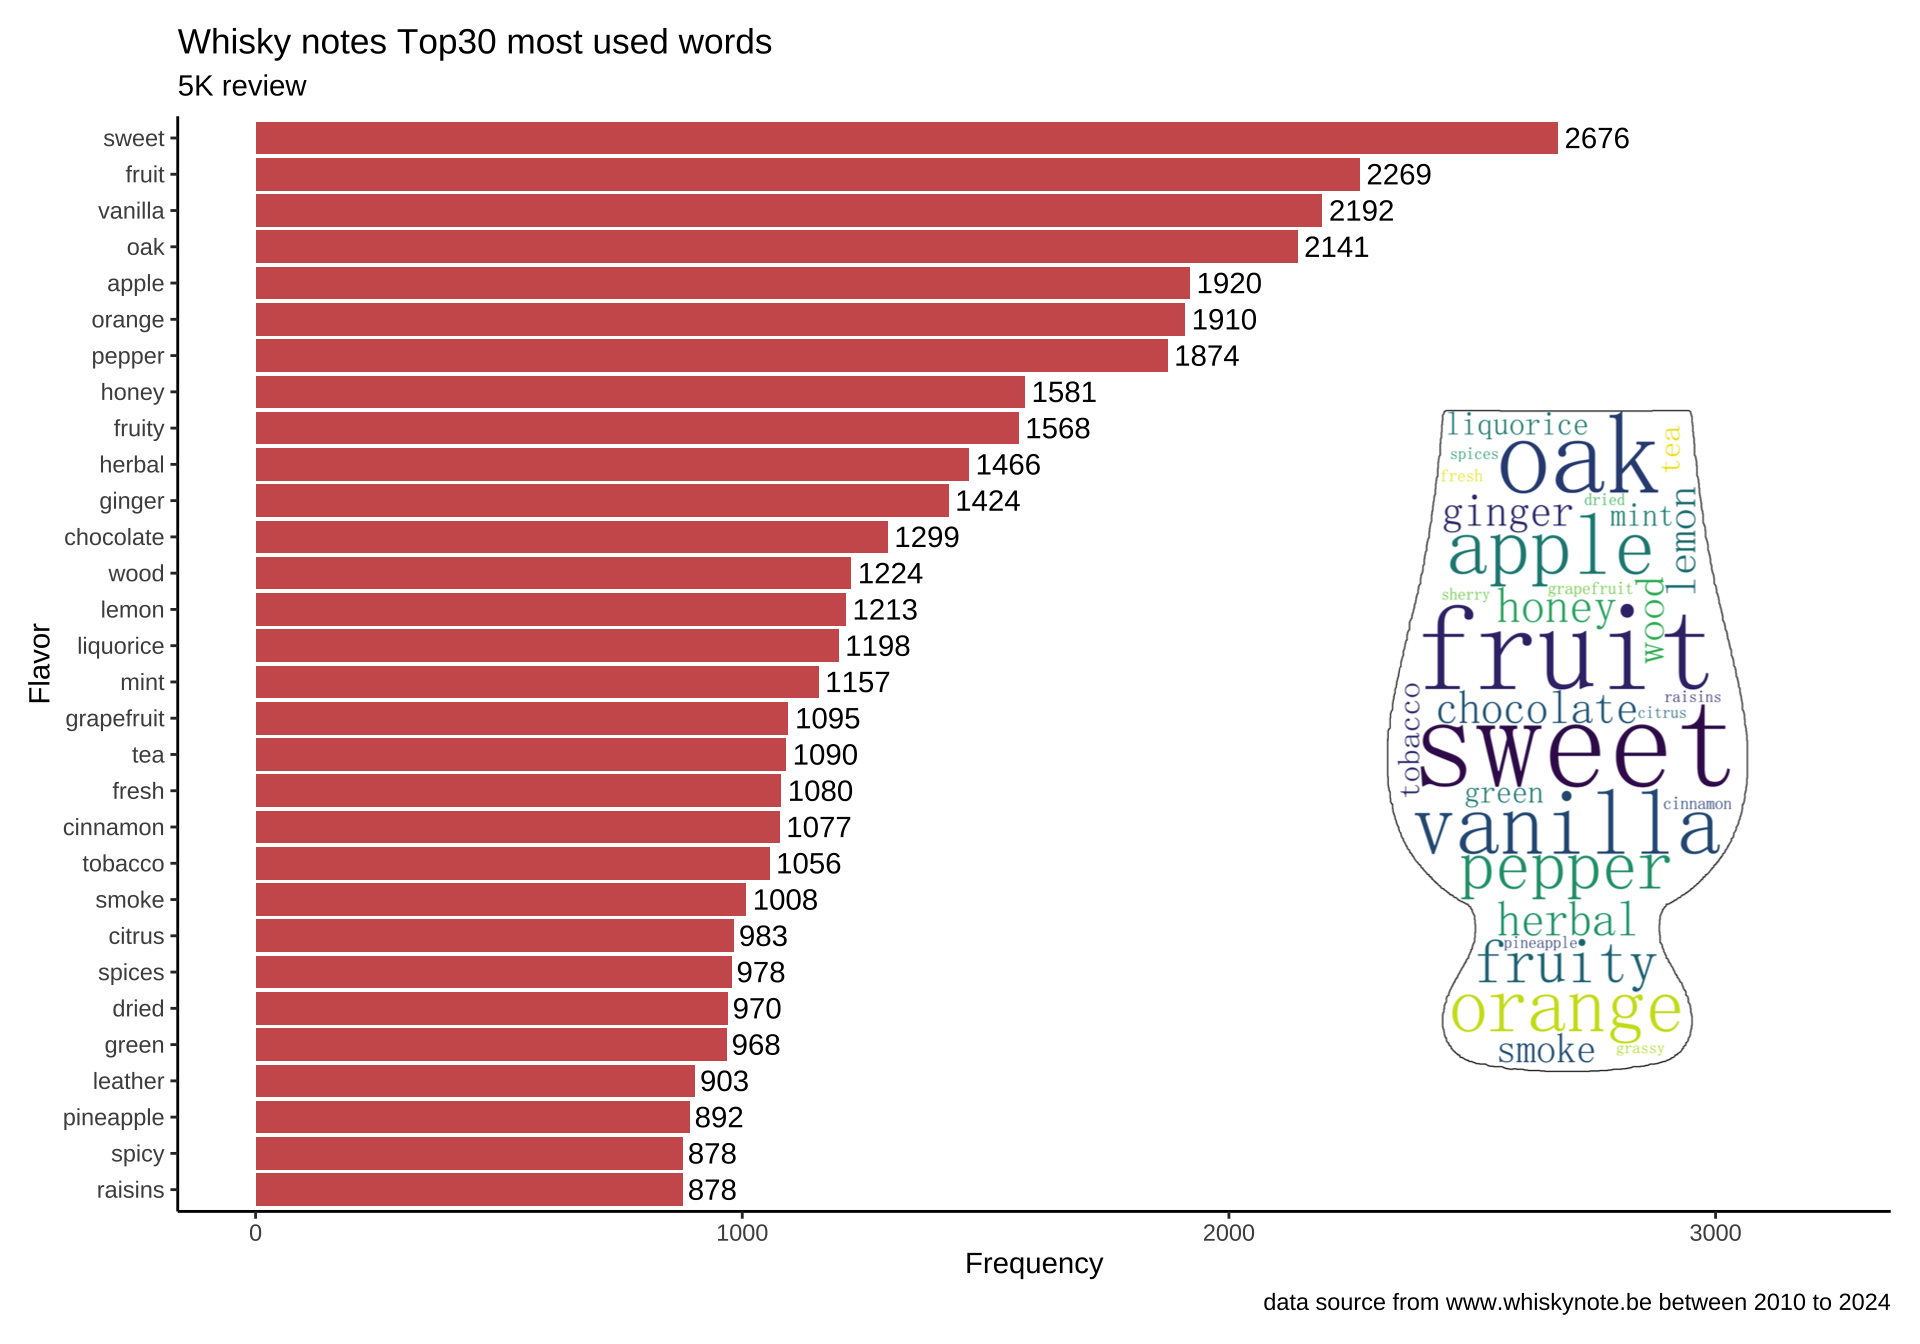 Whisky notes Top30 most used words
5K review
Flavor
sweet 2676
fruit 2269
vanilla 2192
oak 2141
apple 1920
orange 1910
pepper 1874
honey 1581
fruity 1568
herbal 1466
ginger 1424
chocolate 1299
wood 1224
lemon 1213
liquorice 1198
mint 1157
grapefruit 1095
tea 1090
fresh 1080
cinnamon 1077
tobacco 1056
smoke 1008
citrus 983
spices 978
dried 970
green 968
leather 903
pineapple 892
spicy 878
raisins 878
0 1000 2000 3000
Frequency
liquorice
oak
tea
spices
fresh
ginger
dried
mint
lemon
apple
sherry
grapefruit
honey
wood
fruit
tobacco
chocolate
raisins
citrus
sweet
green
cinnamon
vanilla
pepper
herbal
pineapple
fruity
orange
smoke
grassy
data source from www.whiskynote.be between 2010 to 2024